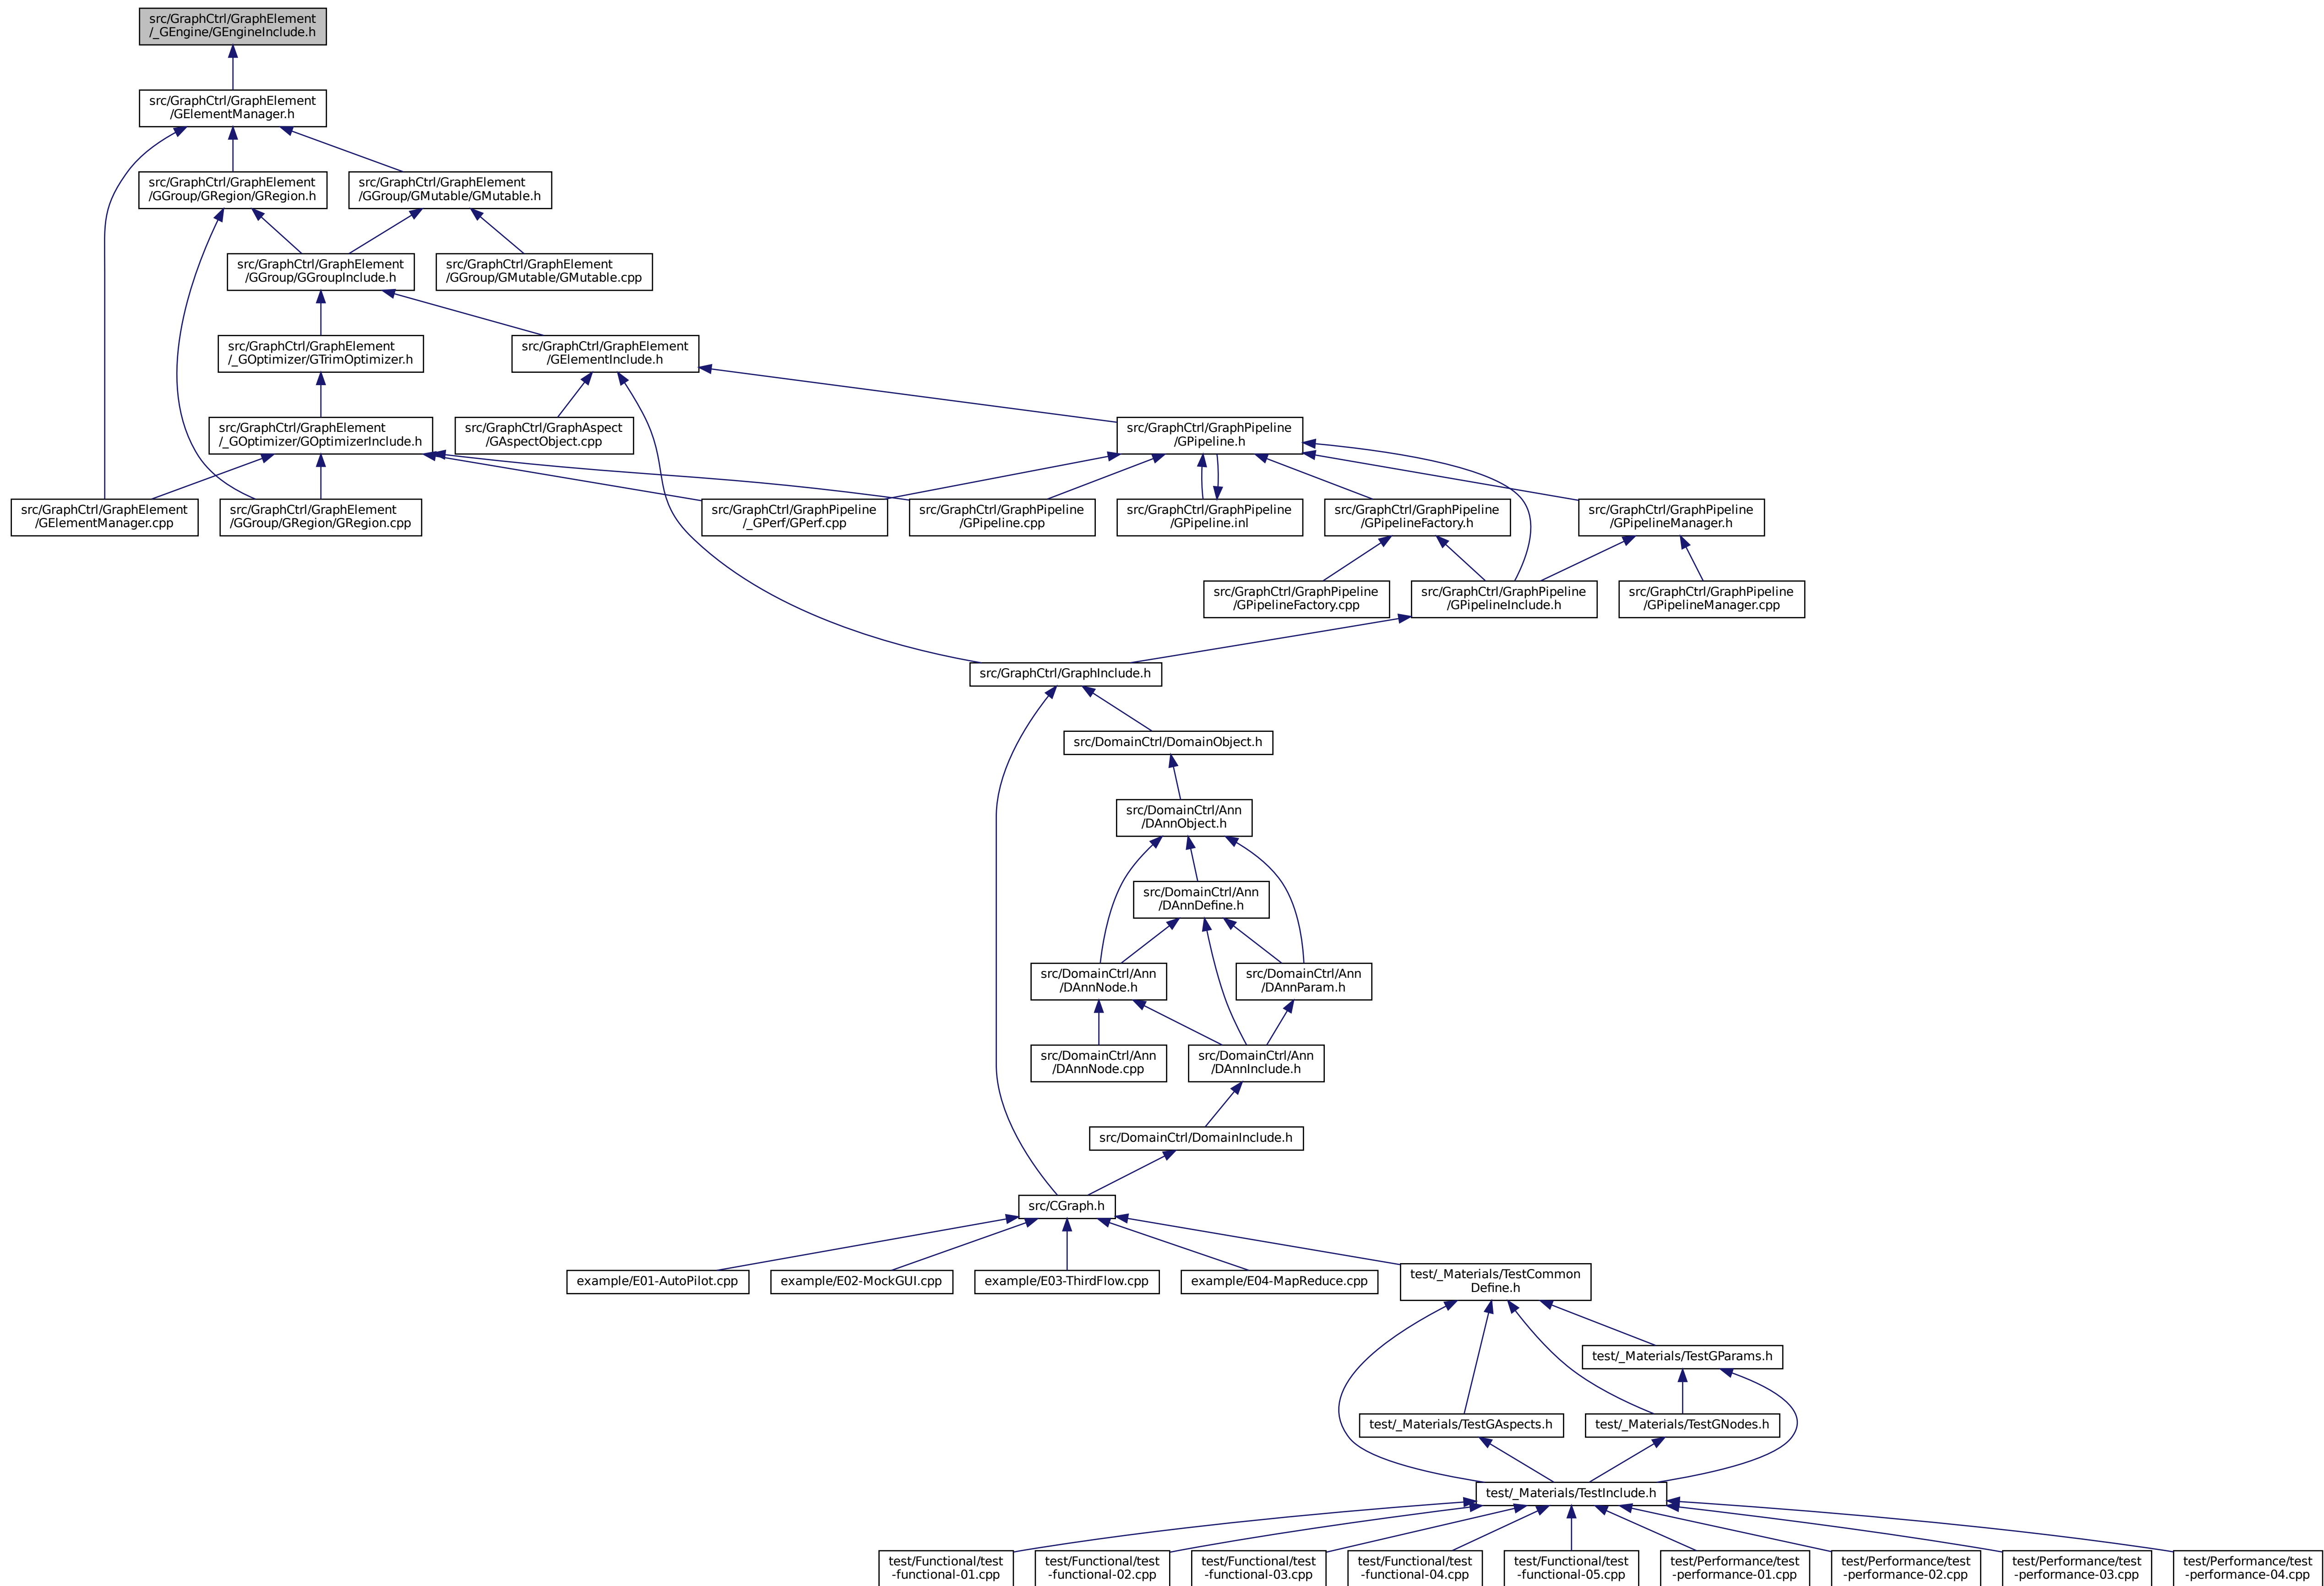 src/GraphCtrl/GraphElement
/_GEngine/GEngineInclude.h
src/GraphCtrl/GraphElement
/GElementManager.h
src/GraphCtrl/GraphElement
/GGroup/GRegion/GRegion.h
src/GraphCtrl/GraphElement
/GGroup/GMutable/GMutable.h
src/GraphCtrl/GraphElement
/GGroup/GGroupInclude.h
src/GraphCtrl/GraphElement
/GGroup/GMutable/GMutable.cpp
src/GraphCtrl/GraphElement
/_GOptimizer/GTrimOptimizer.h
src/GraphCtrl/GraphElement
/GElementInclude.h
src/GraphCtrl/GraphElement
/_GOptimizer/GOptimizerInclude.h
src/GraphCtrl/GraphAspect
/GAspectObject.cpp
src/GraphCtrl/GraphPipeline
/GPipeline.h
src/GraphCtrl/GraphElement
/GElementManager.cpp
src/GraphCtrl/GraphElement
/GGroup/GRegion/GRegion.cpp
src/GraphCtrl/GraphPipeline
/_GPerf/GPerf.cpp
src/GraphCtrl/GraphPipeline
/GPipeline.cpp
src/GraphCtrl/GraphPipeline
/GPipeline.inl
src/GraphCtrl/GraphPipeline
/GPipelineFactory.h
src/GraphCtrl/GraphPipeline
/GPipelineManager.h
src/GraphCtrl/GraphPipeline
/GPipelineFactory.cpp
src/GraphCtrl/GraphPipeline
/GPipelineInclude.h
src/GraphCtrl/GraphPipeline
/GPipelineManager.cpp
src/GraphCtrl/GraphInclude.h
src/DomainCtrl/DomainObject.h
src/DomainCtrl/Ann
/DAnnObject.h
src/DomainCtrl/Ann
/DAnnDefine.h
src/DomainCtrl/Ann
/DAnnNode.h
src/DomainCtrl/Ann
/DAnnParam.h
src/DomainCtrl/Ann
/DAnnNode.cpp
src/DomainCtrl/Ann
/DAnnInclude.h
src/DomainCtrl/DomainInclude.h
src/CGraph.h
example/E01-AutoPilot.cpp
example/E02-MockGUI.cpp
example/E03-ThirdFlow.cpp
example/E04-MapReduce.cpp
test/_Materials/TestCommon
Define.h
test/_Materials/TestGParams.h
test/_Materials/TestGAspects.h
test/_Materials/TestGNodes.h
test/_Materials/TestInclude.h
test/Functional/test
-functional-01.cpp
test/Functional/test
-functional-02.cpp
test/Functional/test
-functional-03.cpp
test/Functional/test
-functional-04.cpp
test/Functional/test
-functional-05.cpp
test/Performance/test
-performance-01.cpp
test/Performance/test
-performance-02.cpp
test/Performance/test
-performance-03.cpp
test/Performance/test
-performance-04.cpp